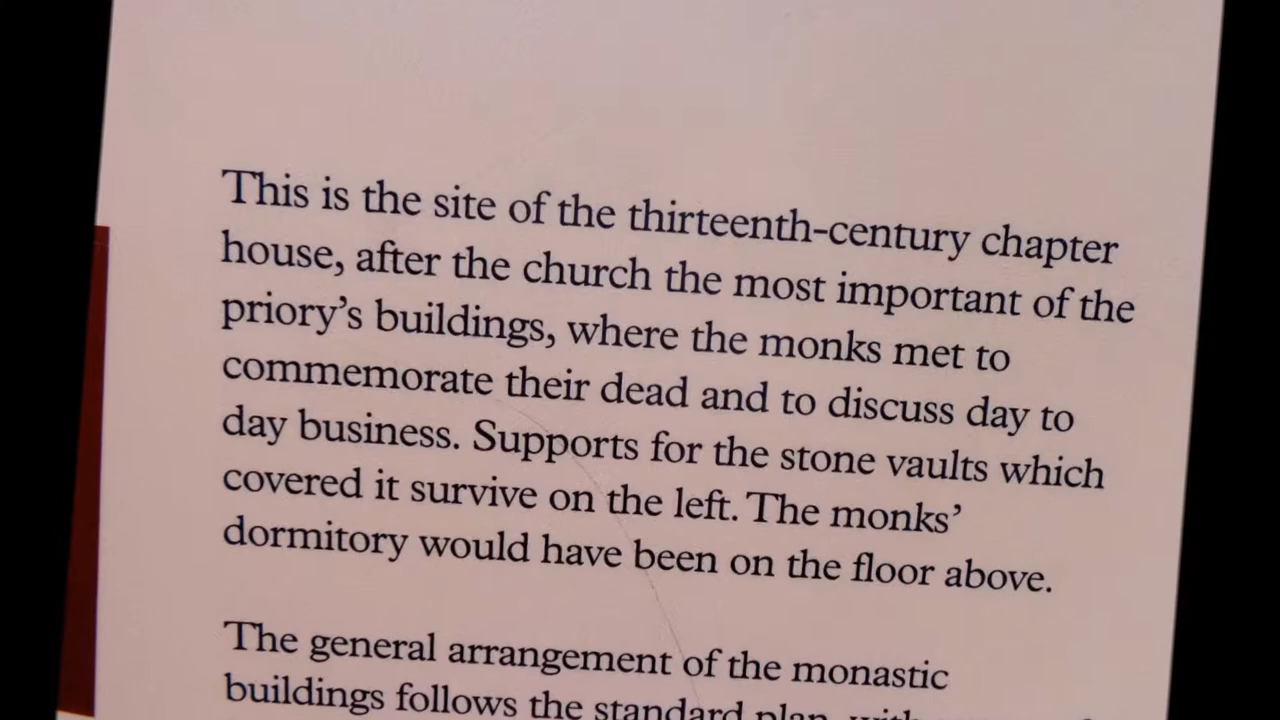 This is the site of the thirteenth-century chapter
house, after the church the most important of the
priory’s buildings, where the monks met to
commemorate their dead and to discuss day to
day business. Supports for the stone vaults which
covered it survive on the left. The monks’
dormitory would have been on the floor above.
The general arrangement of the monastic
buildings follows the standard plan, with